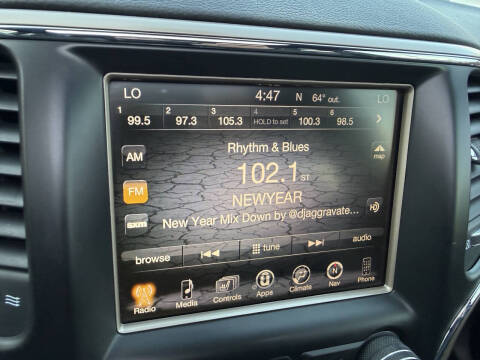 LO 4:47 N 64° out. LO
1 2 3 4 5 6
99.5 97.3 105.3 HOLD to set 100.3 98.5
Rhythm & Blues
AM
map
102.1 ST
FM
NEWYEAR
sxm
New Year Mix Down by @djaggravate...
browse tune audio
Radio Media Controls Apps Climate Nav Phone